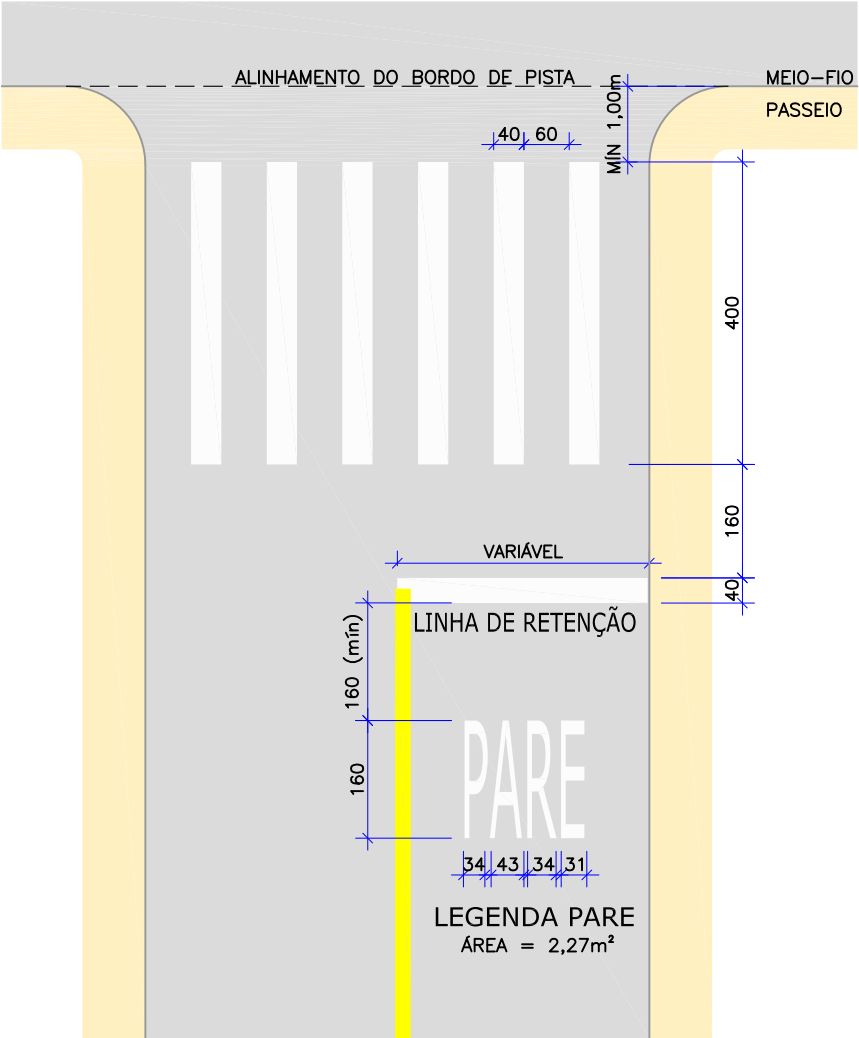 ALINHAMENTO DO BORDO DE PISTA
MEIO-FIO
PASSEIO
MÍN 1,00m
40
60
400
160
VARIÁVEL
40
LINHA DE RETENÇÃO
160 (mín)
PARE
160
34
43
34
31
LEGENDA PARE
ÁREA = 2,27m²